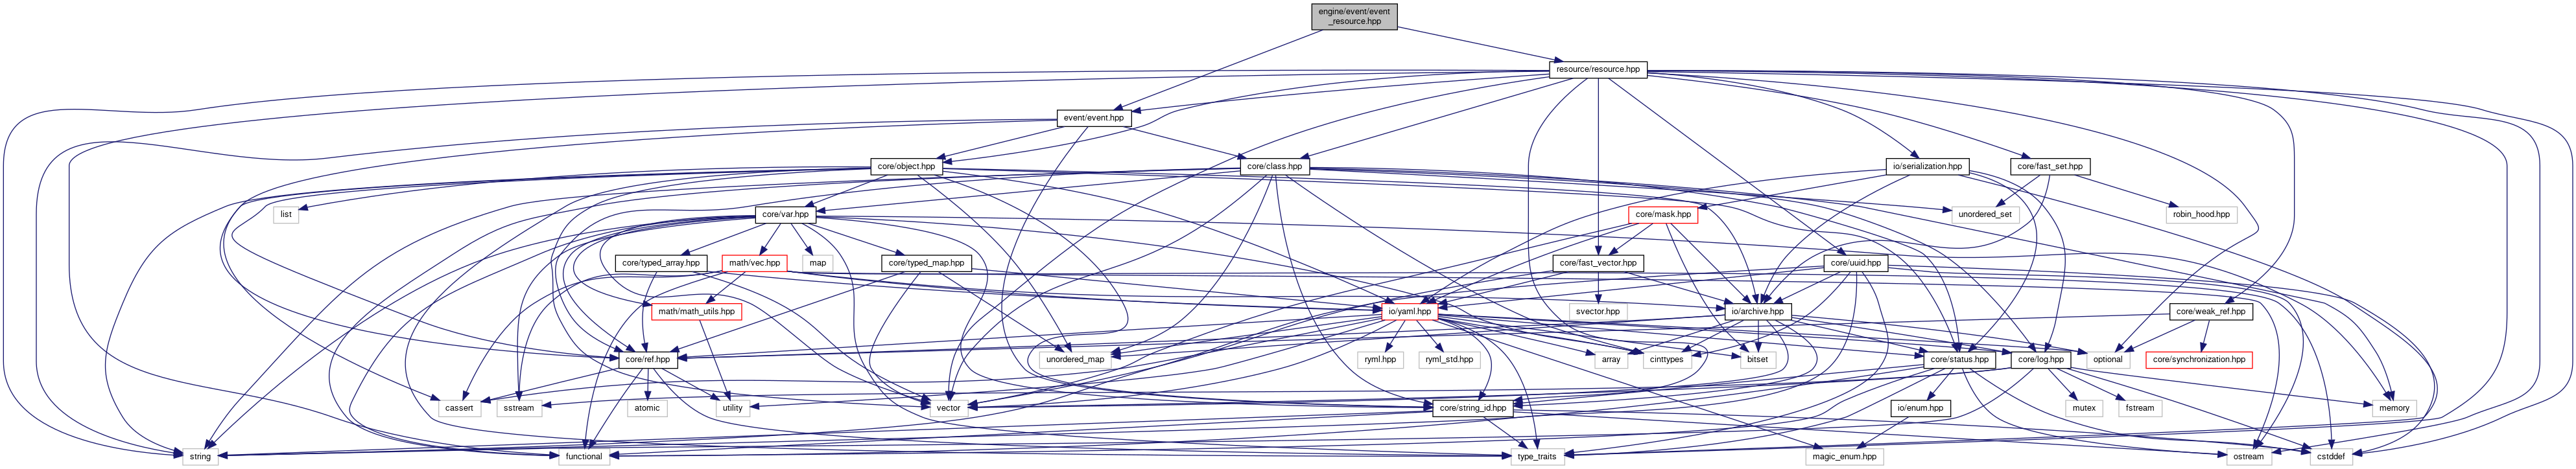 engine/event/event
_resource.hpp
resource/resource.hpp
event/event.hpp
core/object.hpp
core/class.hpp
io/serialization.hpp
core/fast_set.hpp
list
core/var.hpp
core/mask.hpp
unordered_set
robin_hood.hpp
core/typed_array.hpp
math/vec.hpp
map
core/typed_map.hpp
core/fast_vector.hpp
core/uuid.hpp
math/math_utils.hpp
io/yaml.hpp
svector.hpp
io/archive.hpp
core/weak_ref.hpp
core/ref.hpp
unordered_map
ryml.hpp
ryml_std.hpp
array
cinttypes
bitset
core/status.hpp
core/log.hpp
optional
core/synchronization.hpp
cassert
sstream
atomic
utility
vector
core/string_id.hpp
io/enum.hpp
mutex
fstream
memory
string
functional
type_traits
magic_enum.hpp
ostream
cstddef